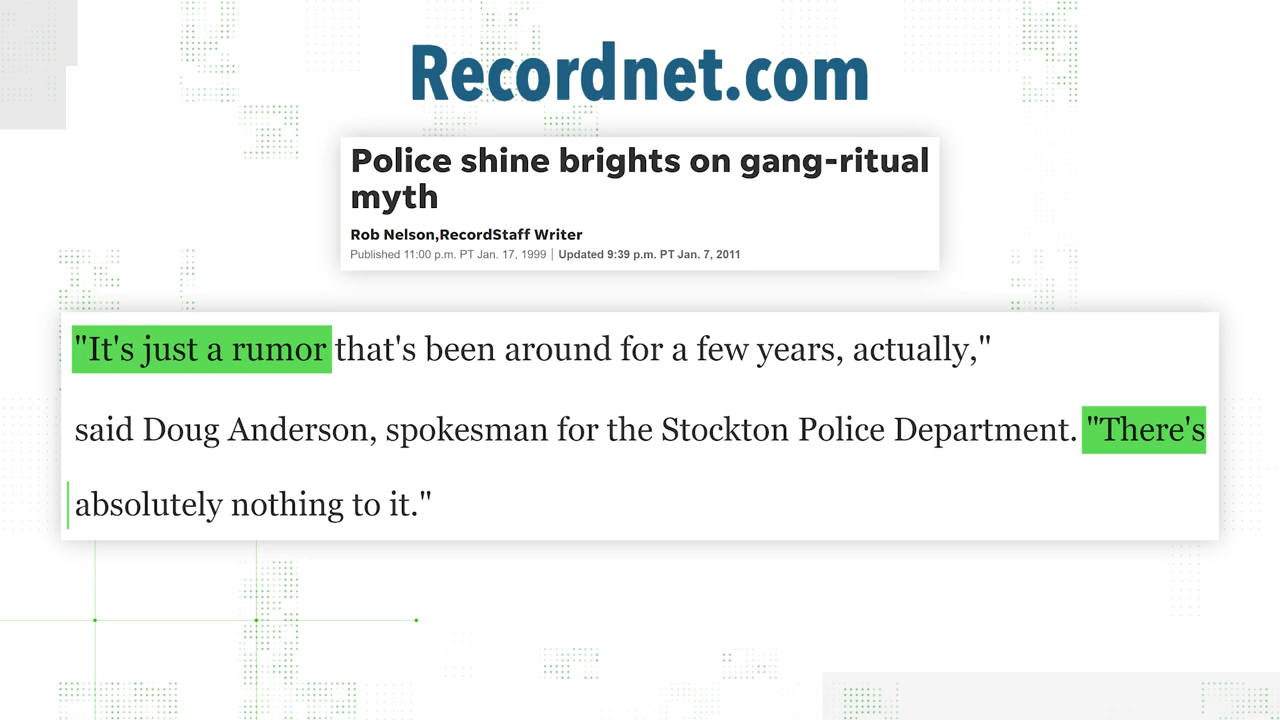 Recordnet.com
Police shine brights on gang-ritual
myth
Rob Nelson,RecordStaff Writer
Published 11:00 p.m. PT Jan. 17, 1999 | Updated 9:39 p.m. PT Jan. 7, 2011
"It's just a rumor that's been around for a few years, actually,"
said Doug Anderson, spokesman for the Stockton Police Department. "There's
absolutely nothing to it."